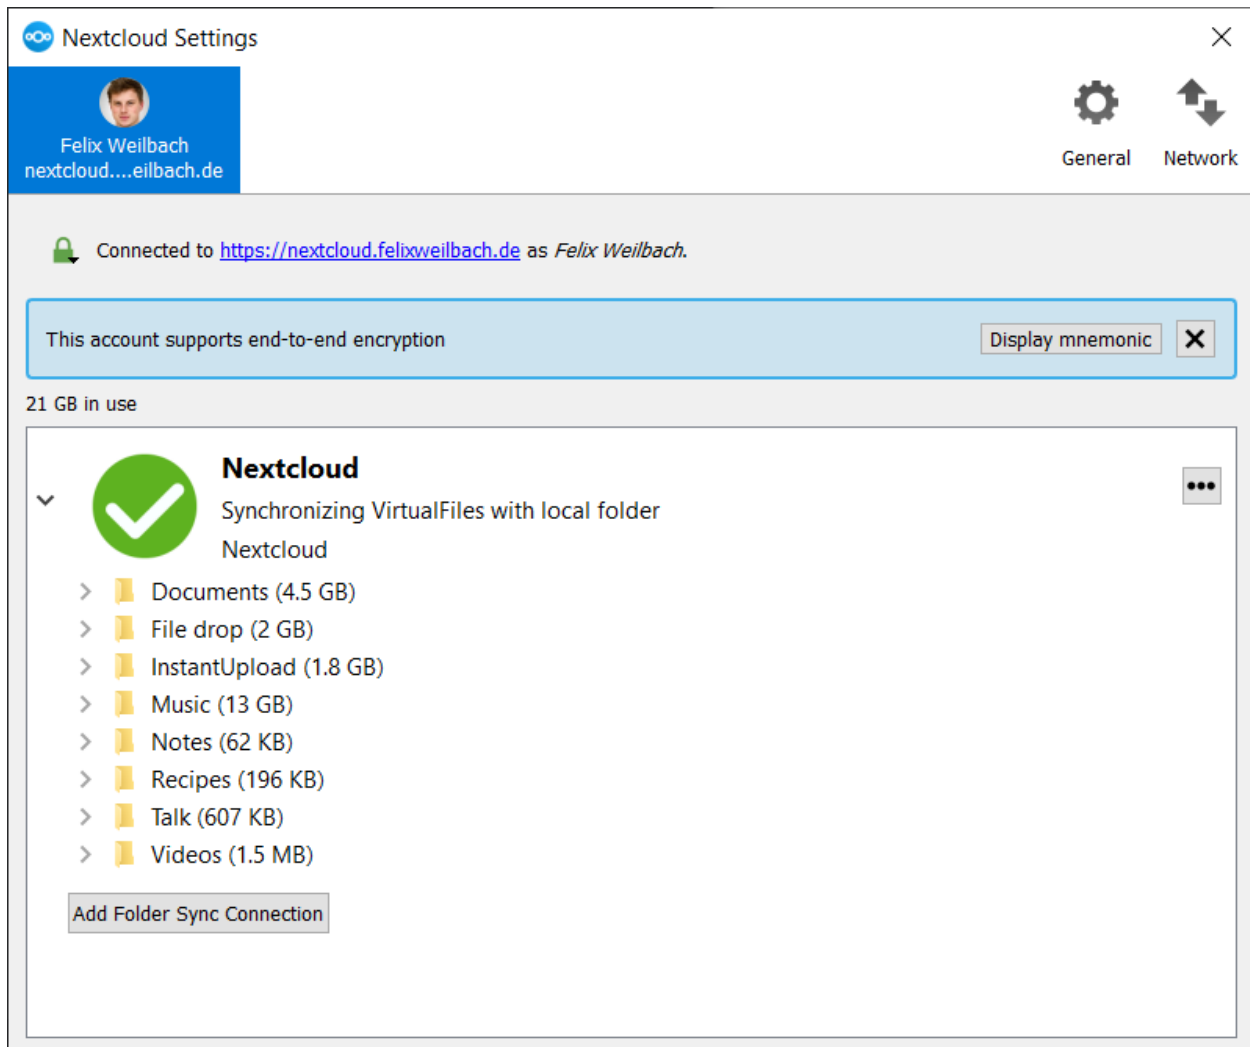 Nextcloud Settings
Felix Weilbach
nextcloud....eilbach.de
General
Network
Connected to https://nextcloud.felixweilbach.de as Felix Weilbach.
This account supports end-to-end encryption
Display mnemonic
21 GB in use
Nextcloud
Synchronizing VirtualFiles with local folder
Nextcloud
Documents (4.5 GB)
File drop (2 GB)
InstantUpload (1.8 GB)
Music (13 GB)
Notes (62 KB)
Recipes (196 KB)
Talk (607 KB)
Videos (1.5 MB)
Add Folder Sync Connection